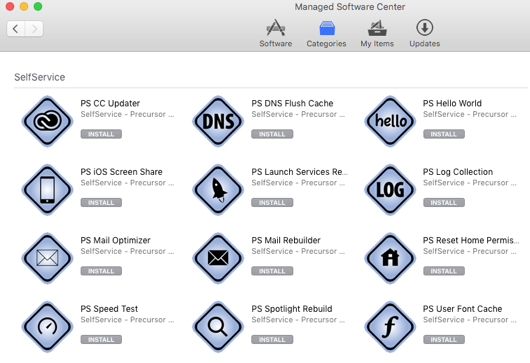 Managed Software Center
Software Categories My Items Updates
SelfService
PS CC Updater
SelfService - Precursor ...
INSTALL
DNS
PS DNS Flush Cache
SelfService - Precursor ...
INSTALL
hello
PS Hello World
SelfService - Precursor ...
INSTALL
PS iOS Screen Share
SelfService - Precursor ...
INSTALL
PS Launch Services Re...
SelfService - Precursor ...
INSTALL
LOG
PS Log Collection
SelfService - Precursor ...
INSTALL
PS Mail Optimizer
SelfService - Precursor ...
INSTALL
PS Mail Rebuilder
SelfService - Precursor ...
INSTALL
PS Reset Home Permis...
SelfService - Precursor ...
INSTALL
PS Speed Test
SelfService - Precursor ...
INSTALL
PS Spotlight Rebuild
SelfService - Precursor ...
INSTALL
f
PS User Font Cache
SelfService - Precursor ...
INSTALL